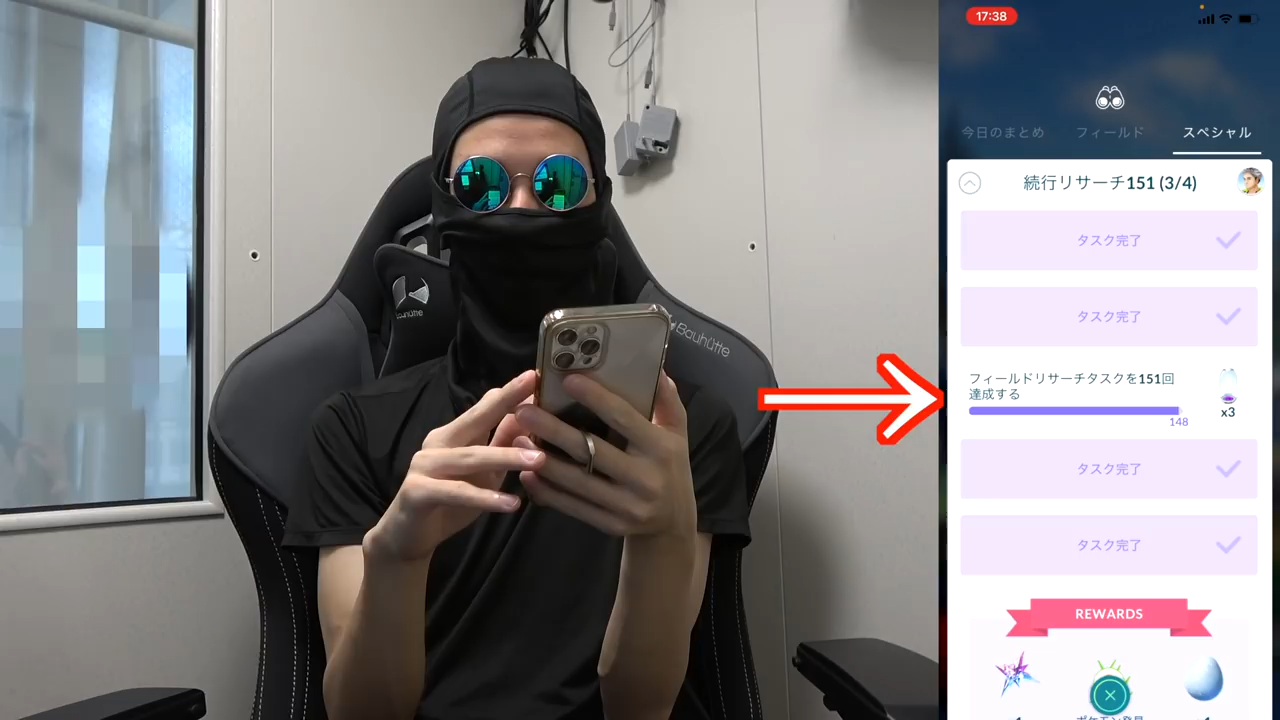 17:38
今日のまとめ
フィールド
スペシャル
続行リサーチ151 (3/4)
タスク完了
タスク完了
フィールドリサーチタスクを151回
達成する
x3
148
タスク完了
タスク完了
REWARDS
Bauhütte
Bauhütte